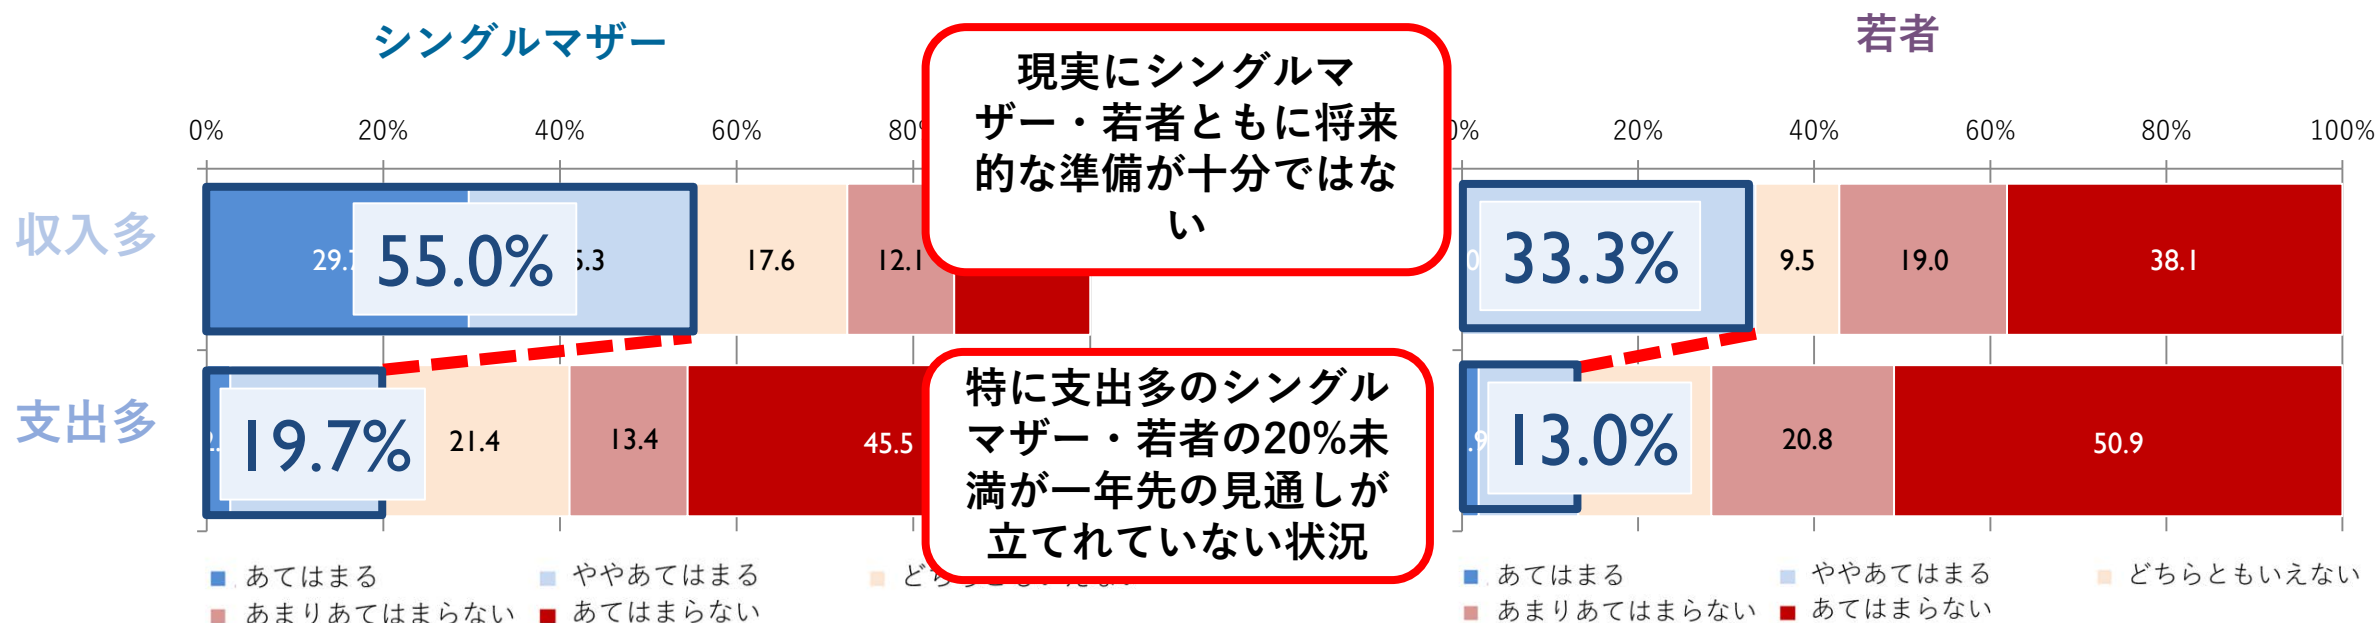 シングルマザー
若者
現実にシングルマ
ザー・若者ともに将来
的な準備が十分ではな
い
0% 20% 40% 60%
20% 40% 60% 80% 100%
収入多
55.0%
17.6
12.1
33.3%
9.5
19.0
38.1
支出多
19.7%
21.4
13.4
45.5
13.0%
20.8
50.9
特に支出多のシングル
マザー・若者の20%未
満が一年先の見通しが
立てれていない状況
あてはまる ややあてはまる
あまりあてはまらない あてはまらない
あてはまる ややあてはまる どちらともいえない
あまりあてはまらない あてはまらない